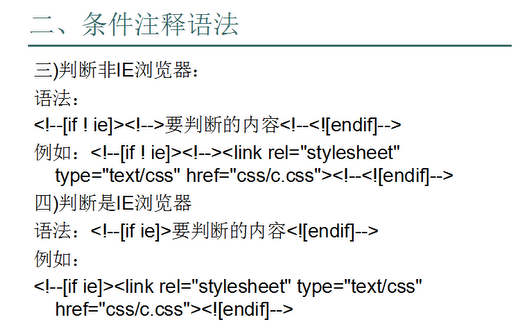 二、条件注释语法
三)判断非IE浏览器：
语法：
<!--[if ! ie]><!-->要判断的内容<!--<![endif]-->
例如：<!--[if ! ie]><!--><link rel="stylesheet"
type="text/css" href="css/c.css"><!--<![endif]-->
四)判断是IE浏览器
语法：<!--[if ie]>要判断的内容<![endif]-->
例如：
<!--[if ie]><link rel="stylesheet" type="text/css"
href="css/c.css"><![endif]-->